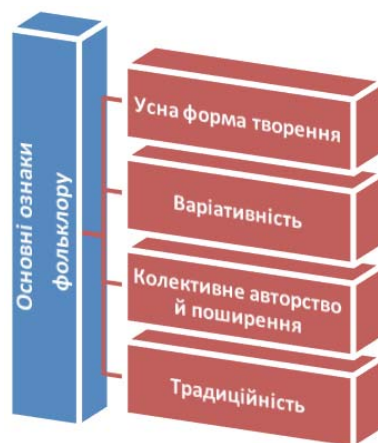 Основні ознаки
фольклору
Усна форма творення
Варіативність
Колективне авторство
й поширення
Традиційність